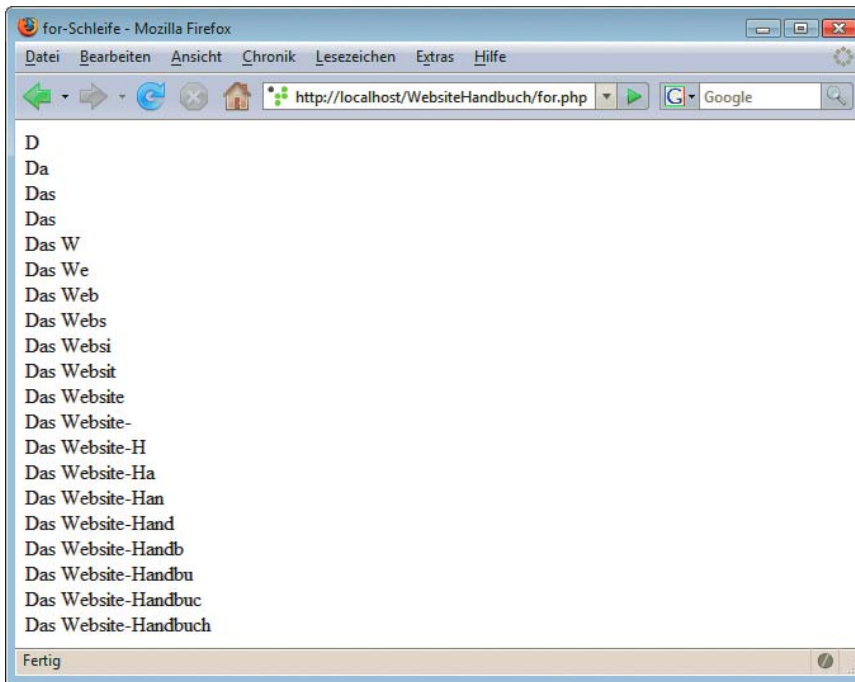 for-Schleife - Mozilla Firefox
Datei Bearbeiten Ansicht Chronik Lesezeichen Extras Hilfe
http://localhost/WebsiteHandbuch/for.php G Google
D
Da
Das
Das
Das W
Das We
Das Web
Das Webs
Das Websi
Das Websit
Das Website
Das Website-
Das Website-H
Das Website-Ha
Das Website-Han
Das Website-Hand
Das Website-Handb
Das Website-Handbu
Das Website-Handbuc
Das Website-Handbuch
Fertig